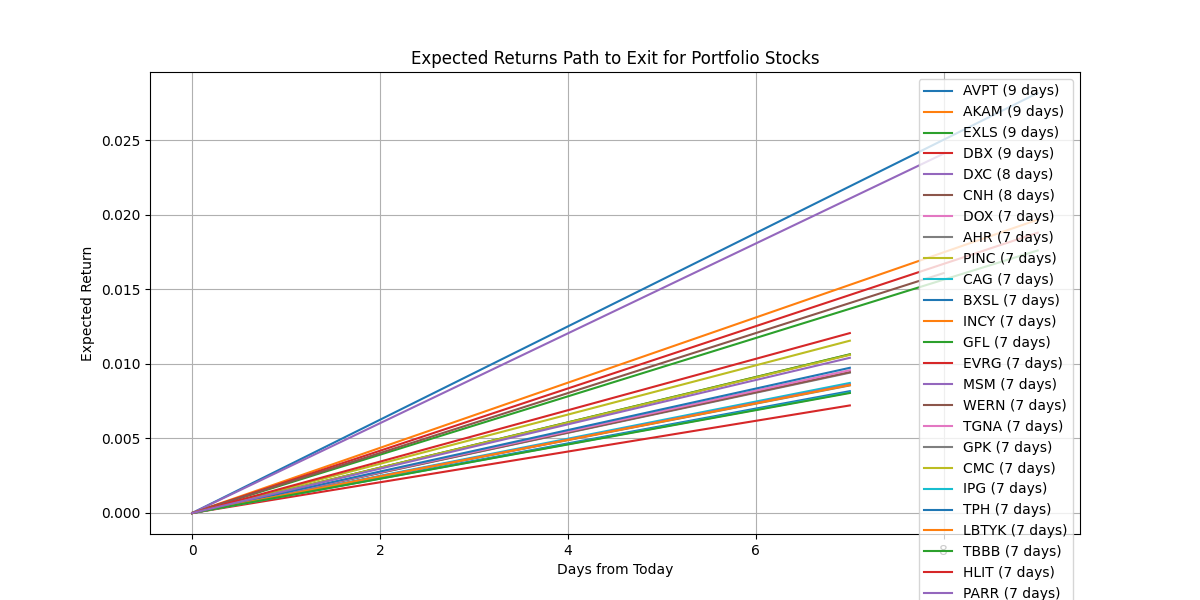 Expected Returns Path to Exit for Portfolio Stocks
Expected Return
0.025
0.020
0.015
0.010
0.005
0.000
0
2
4
6
8
Days from Today
AVPT (9 days)
AKAM (9 days)
EXLS (9 days)
DBX (9 days)
DXC (8 days)
CNH (8 days)
DOX (7 days)
AHR (7 days)
PINC (7 days)
CAG (7 days)
BXSL (7 days)
INCY (7 days)
GFL (7 days)
EVRG (7 days)
MSM (7 days)
WERN (7 days)
TGNA (7 days)
GPK (7 days)
CMC (7 days)
IPG (7 days)
TPH (7 days)
LBTYK (7 days)
TBBB (7 days)
HLIT (7 days)
PARR (7 days)